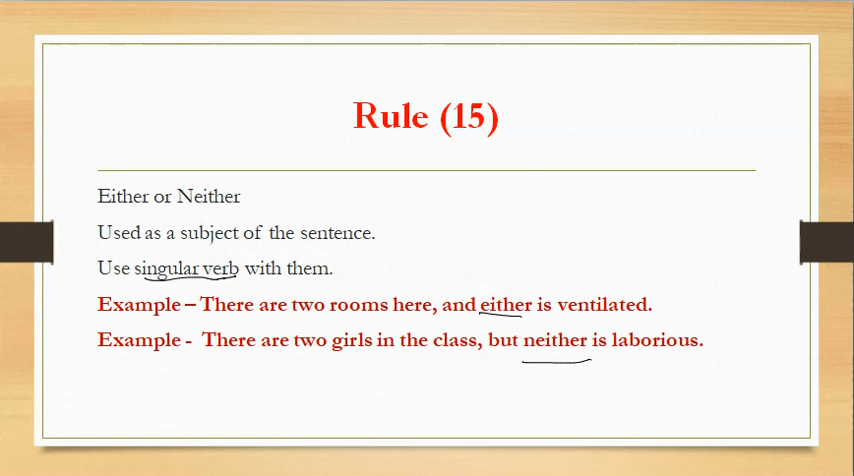 Rule (15)
Either or Neither
Used as a subject of the sentence.
Use singular verb with them.
Example – There are two rooms here, and either is ventilated.
Example - There are two girls in the class, but neither is laborious.